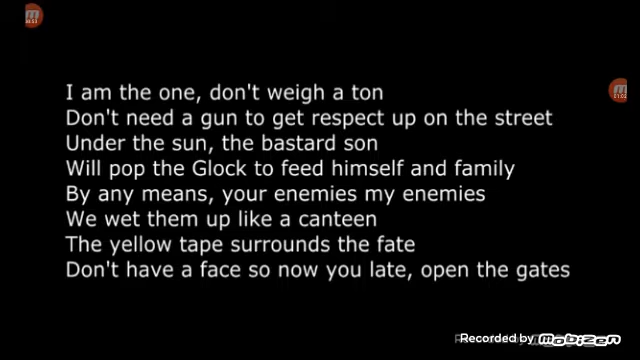 I am the one, don't weigh a ton
Don't need a gun to get respect up on the street
Under the sun, the bastard son
Will pop the Glock to feed himself and family
By any means, your enemies my enemies
We wet them up like a canteen
The yellow tape surrounds the fate
Don't have a face so now you late, open the gates
Recorded by mobizen